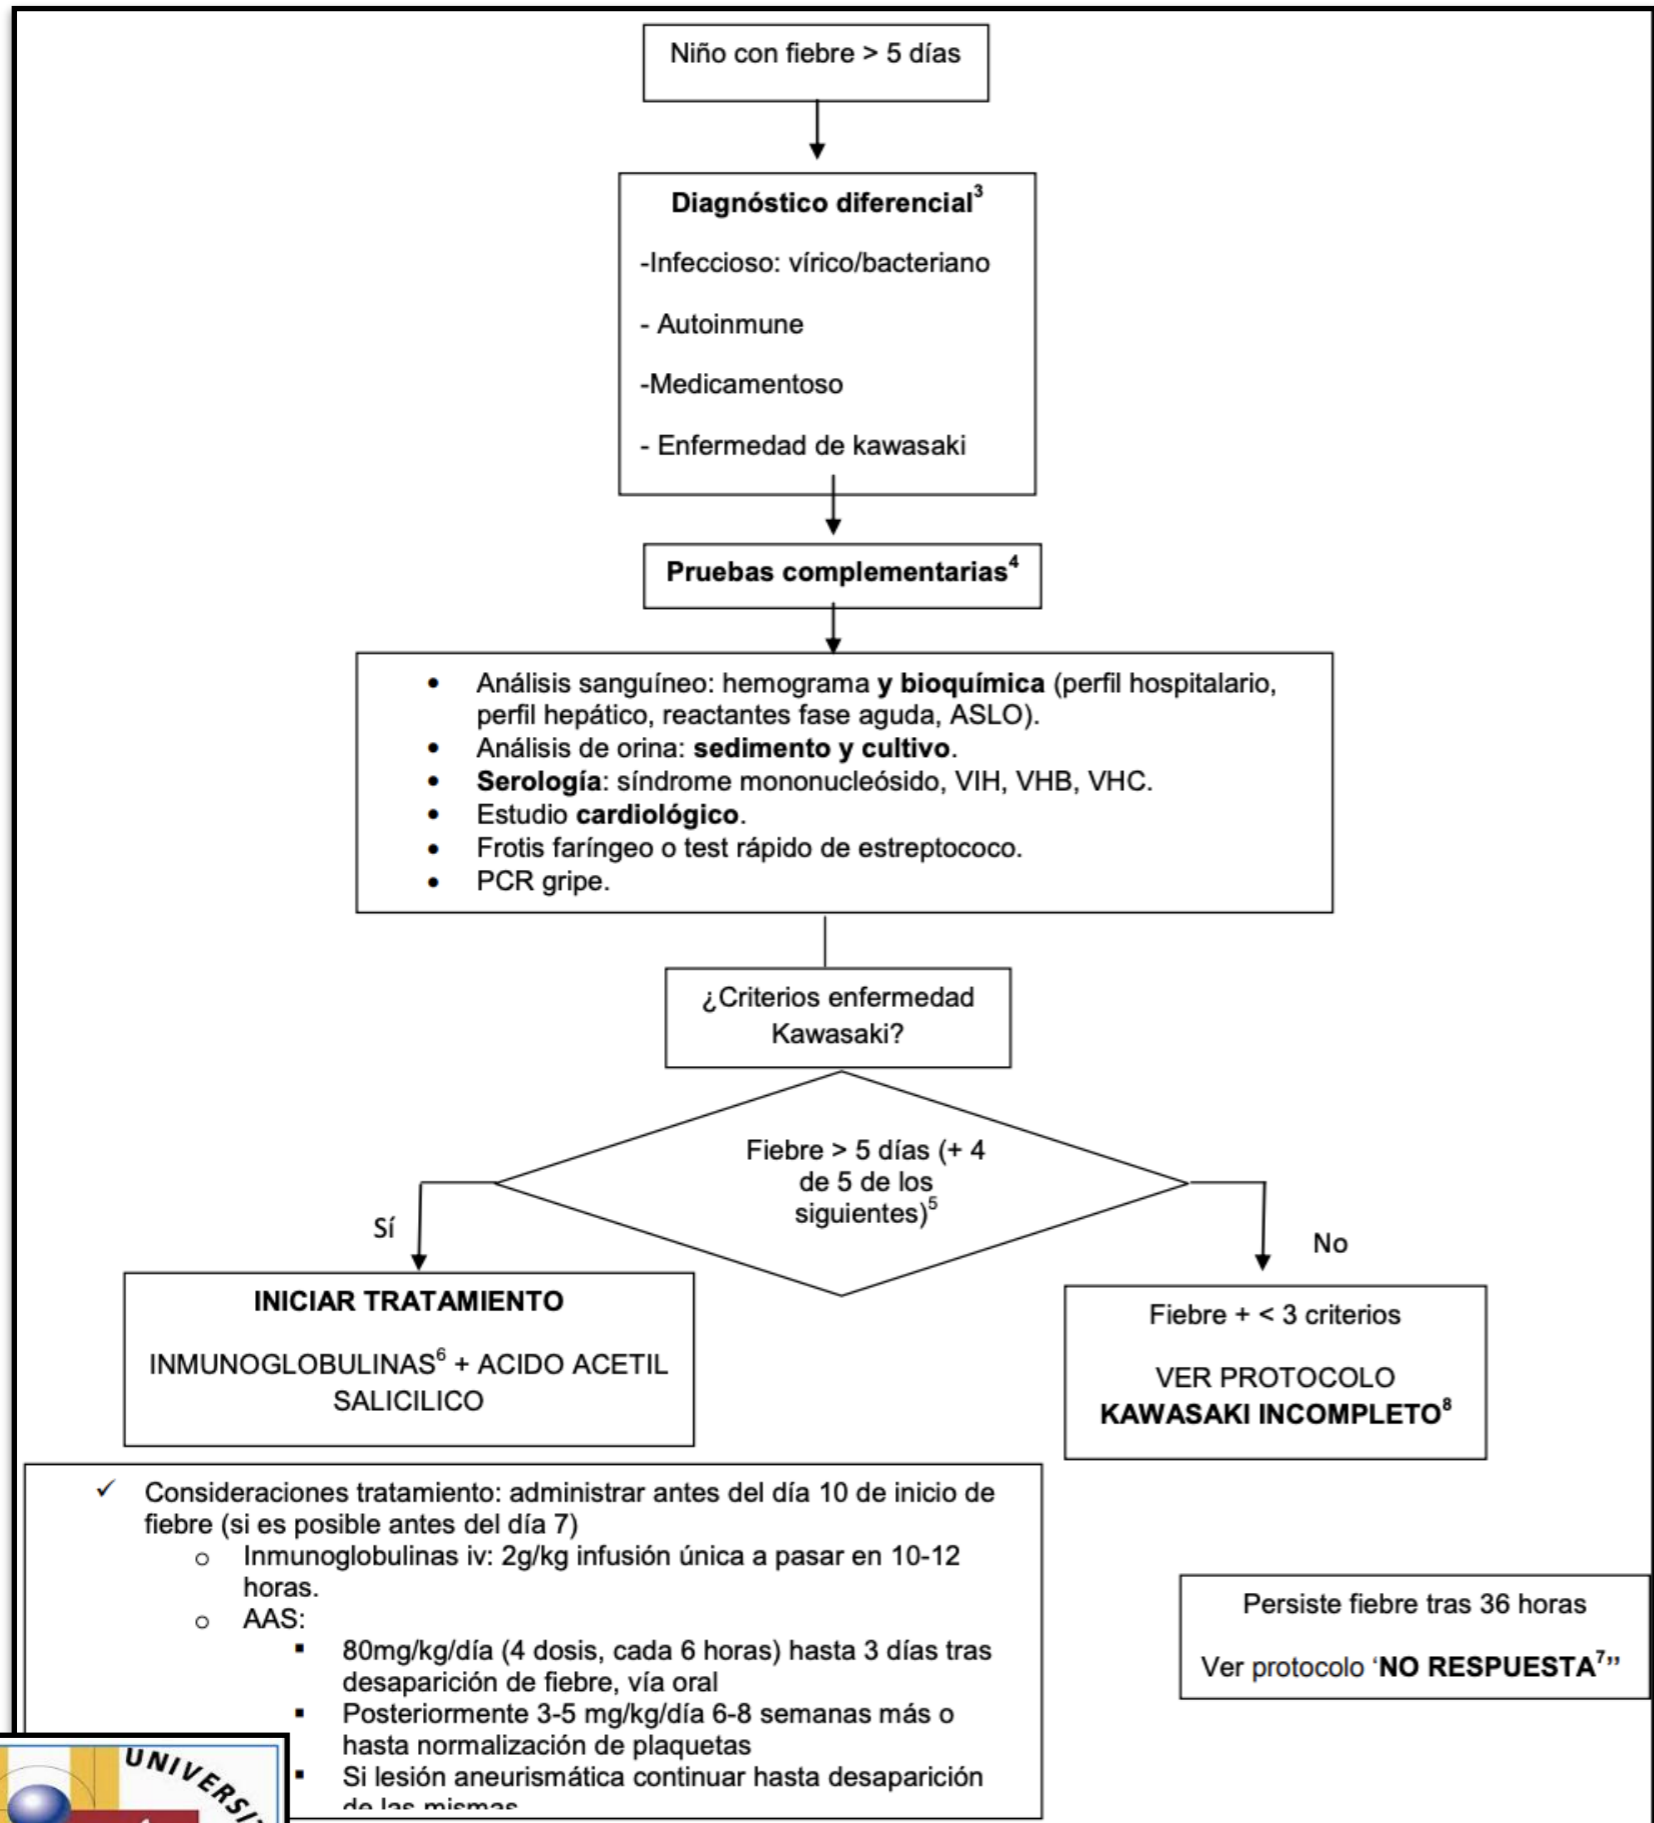 Niño con fiebre > 5 días
Diagnóstico diferencial³
-Infeccioso: vírico/bacteriano
- Autoinmune
-Medicamentoso
- Enfermedad de kawasaki
Pruebas complementarias⁴
• Análisis sanguíneo: hemograma y bioquímica (perfil hospitalario,
perfil hepático, reactantes fase aguda, ASLO).
• Análisis de orina: sedimento y cultivo.
• Serología: síndrome mononucleósido, VIH, VHB, VHC.
• Estudio cardiológico.
• Frotis faríngeo o test rápido de estreptococo.
• PCR gripe.
¿Criterios enfermedad
Kawasaki?
Fiebre > 5 días (+ 4
de 5 de los
siguientes)⁵
Sí
No
INICIAR TRATAMIENTO
INMUNOGLOBULINAS⁶ + ACIDO ACETIL
SALICILICO
Fiebre + < 3 criterios
VER PROTOCOLO
KAWASAKI INCOMPLETO⁸
✓ Consideraciones tratamiento: administrar antes del día 10 de inicio de
fiebre (si es posible antes del día 7)
o Inmunoglobulinas iv: 2g/kg infusión única a pasar en 10-12
horas.
o AAS:
▪ 80mg/kg/día (4 dosis, cada 6 horas) hasta 3 días tras
desaparición de fiebre, vía oral
▪ Posteriormente 3-5 mg/kg/día 6-8 semanas más o
hasta normalización de plaquetas
▪ Si lesión aneurismática continuar hasta desaparición
de las mismas
Persiste fiebre tras 36 horas
Ver protocolo ‘NO RESPUESTA⁷’’
UNIVERSIT